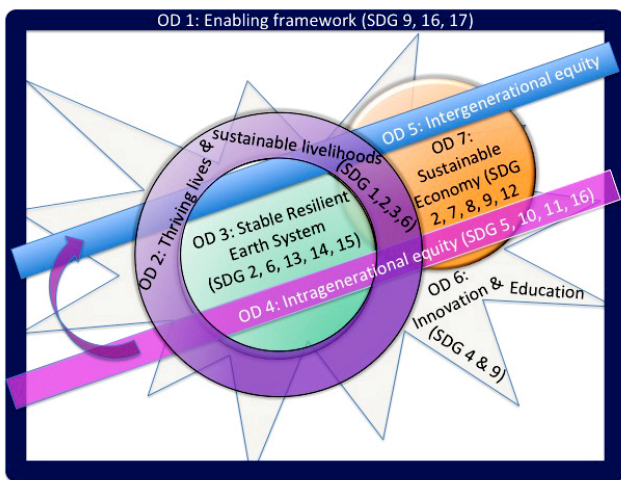 OD 1: Enabling framework (SDG 9, 16, 17)
OD 5: Intergenerational equity
OD 2: Thriving lives &
sustainable livelihoods
(SDG 1,2,3,6)
OD 7:
Sustainable
Economy (SDG
2, 7, 8, 9, 12
OD 3: Stable Resilient
Earth System
(SDG 2, 6, 13, 14, 15)
OD 4: Intragenerational equity (SDG 5, 10, 11, 16)
OD 6:
Innovation & Education
(SDG 4 & 9)